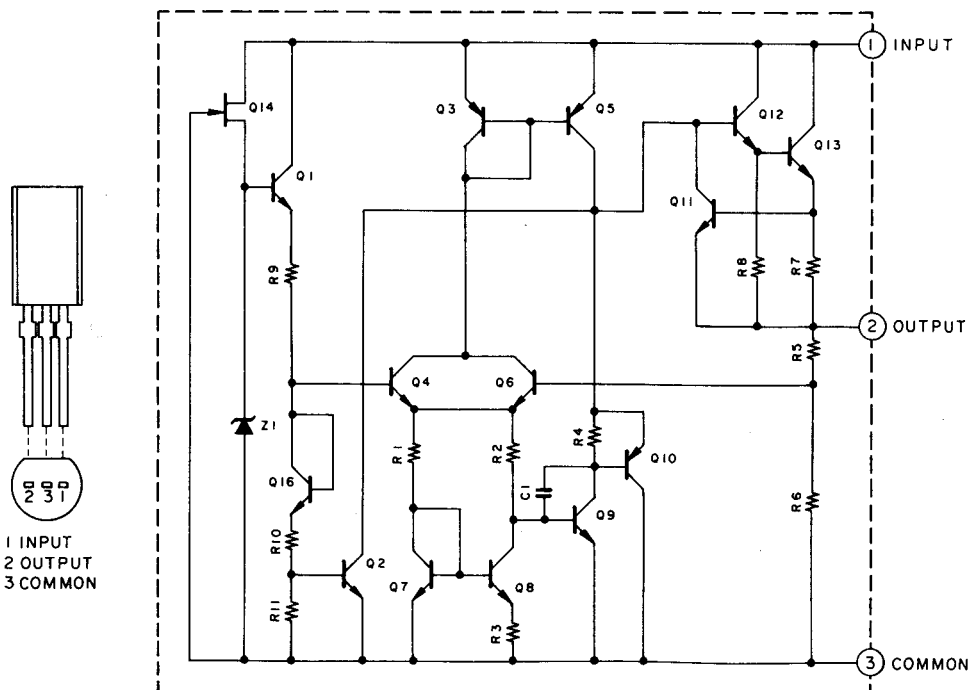 1 INPUT
Q3
Q5
Q14
Q12
Q13
Q1
Q11
R9
R8
R7
2 OUTPUT
R5
Q4
Q6
Z1
R1
R2
R4
Q10
Q16
C1
Q9
R6
2 3 1
R10
Q2
1 INPUT
2 OUTPUT
3 COMMON
Q7
Q8
R11
R3
3 COMMON